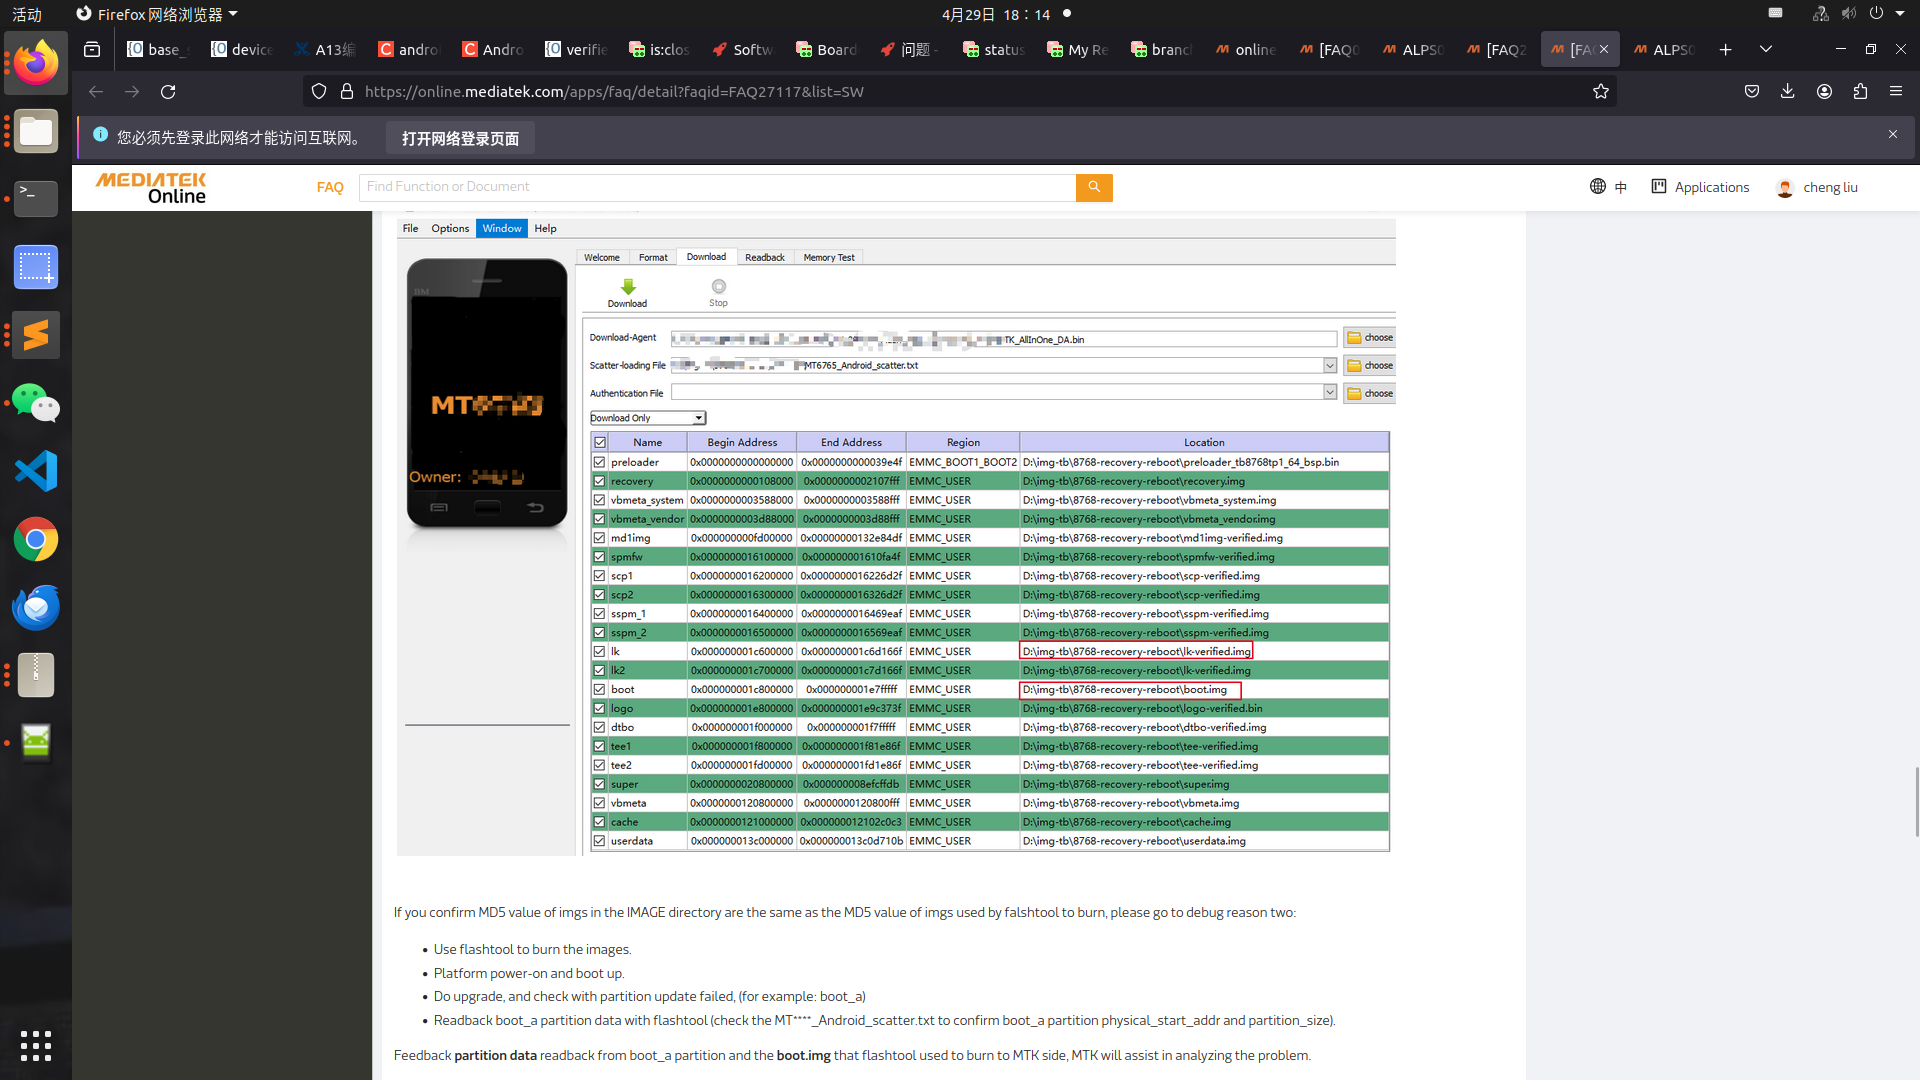 活动
Firefox 网络浏览器
4月29日 18：14
base_
device
A13编
andro
Andro
verifie
is:clos
Softw
Board
问题 -
status
My Re
branch
online
[FAQ0
ALPS0
[FAQ2
[FA
ALPS0
https://online.mediatek.com/apps/faq/detail?faqid=FAQ27117&list=SW
您必须先登录此网络才能访问互联网。 打开网络登录页面
MEDIATEK
Online
FAQ
Find Function or Document
中
Applications
cheng liu
File Options Window Help
Welcome Format Download Readback Memory Test
Download Stop
BM
Download-Agent TK_AllInOne_DA.bin choose
Scatter-loading File MT6765_Android_scatter.txt choose
Authentication File choose
MT
Owner:
Download Only
Name Begin Address End Address Region Location
preloader 0x0000000000000000 0x0000000000039e4f EMMC_BOOT1_BOOT2 D:\img-tb\8768-recovery-reboot\preloader_tb8768tp1_64_bsp.bin
recovery 0x0000000000108000 0x0000000002107fff EMMC_USER D:\img-tb\8768-recovery-reboot\recovery.img
vbmeta_system 0x0000000003588000 0x0000000003588fff EMMC_USER D:\img-tb\8768-recovery-reboot\vbmeta_system.img
vbmeta_vendor 0x0000000003d88000 0x0000000003d88fff EMMC_USER D:\img-tb\8768-recovery-reboot\vbmeta_vendor.img
md1img 0x000000000fd00000 0x00000000132e84df EMMC_USER D:\img-tb\8768-recovery-reboot\md1img-verified.img
spmfw 0x0000000016100000 0x000000001610fa4f EMMC_USER D:\img-tb\8768-recovery-reboot\spmfw-verified.img
scp1 0x0000000016200000 0x0000000016226d2f EMMC_USER D:\img-tb\8768-recovery-reboot\scp-verified.img
scp2 0x0000000016300000 0x0000000016326d2f EMMC_USER D:\img-tb\8768-recovery-reboot\scp-verified.img
sspm_1 0x0000000016400000 0x0000000016469eaf EMMC_USER D:\img-tb\8768-recovery-reboot\sspm-verified.img
sspm_2 0x0000000016500000 0x0000000016569eaf EMMC_USER D:\img-tb\8768-recovery-reboot\sspm-verified.img
lk 0x000000001c600000 0x000000001c6d166f EMMC_USER D:\img-tb\8768-recovery-reboot\lk-verified.img
lk2 0x000000001c700000 0x000000001c7d166f EMMC_USER D:\img-tb\8768-recovery-reboot\lk-verified.img
boot 0x000000001c800000 0x000000001e7fffff EMMC_USER D:\img-tb\8768-recovery-reboot\boot.img
logo 0x000000001e800000 0x000000001e9c373f EMMC_USER D:\img-tb\8768-recovery-reboot\logo-verified.bin
dtbo 0x000000001f000000 0x000000001f7fffff EMMC_USER D:\img-tb\8768-recovery-reboot\dtbo-verified.img
tee1 0x000000001f800000 0x000000001f81e86f EMMC_USER D:\img-tb\8768-recovery-reboot\tee-verified.img
tee2 0x000000001fd00000 0x000000001fd1e86f EMMC_USER D:\img-tb\8768-recovery-reboot\tee-verified.img
super 0x0000000020800000 0x000000008efcffdb EMMC_USER D:\img-tb\8768-recovery-reboot\super.img
vbmeta 0x0000000120800000 0x0000000120800fff EMMC_USER D:\img-tb\8768-recovery-reboot\vbmeta.img
cache 0x0000000121000000 0x000000012102c0c3 EMMC_USER D:\img-tb\8768-recovery-reboot\cache.img
userdata 0x000000013c000000 0x000000013c0d710b EMMC_USER D:\img-tb\8768-recovery-reboot\userdata.img
If you confirm MD5 value of imgs in the IMAGE directory are the same as the MD5 value of imgs used by falshtool to burn, please go to debug reason two:
• Use flashtool to burn the images.
• Platform power-on and boot up.
• Do upgrade, and check with partition update failed, (for example: boot_a)
• Readback boot_a partition data with flashtool (check the MT****_Android_scatter.txt to confirm boot_a partition physical_start_addr and partition_size).
Feedback partition data readback from boot_a partition and the boot.img that flashtool used to burn to MTK side, MTK will assist in analyzing the problem.